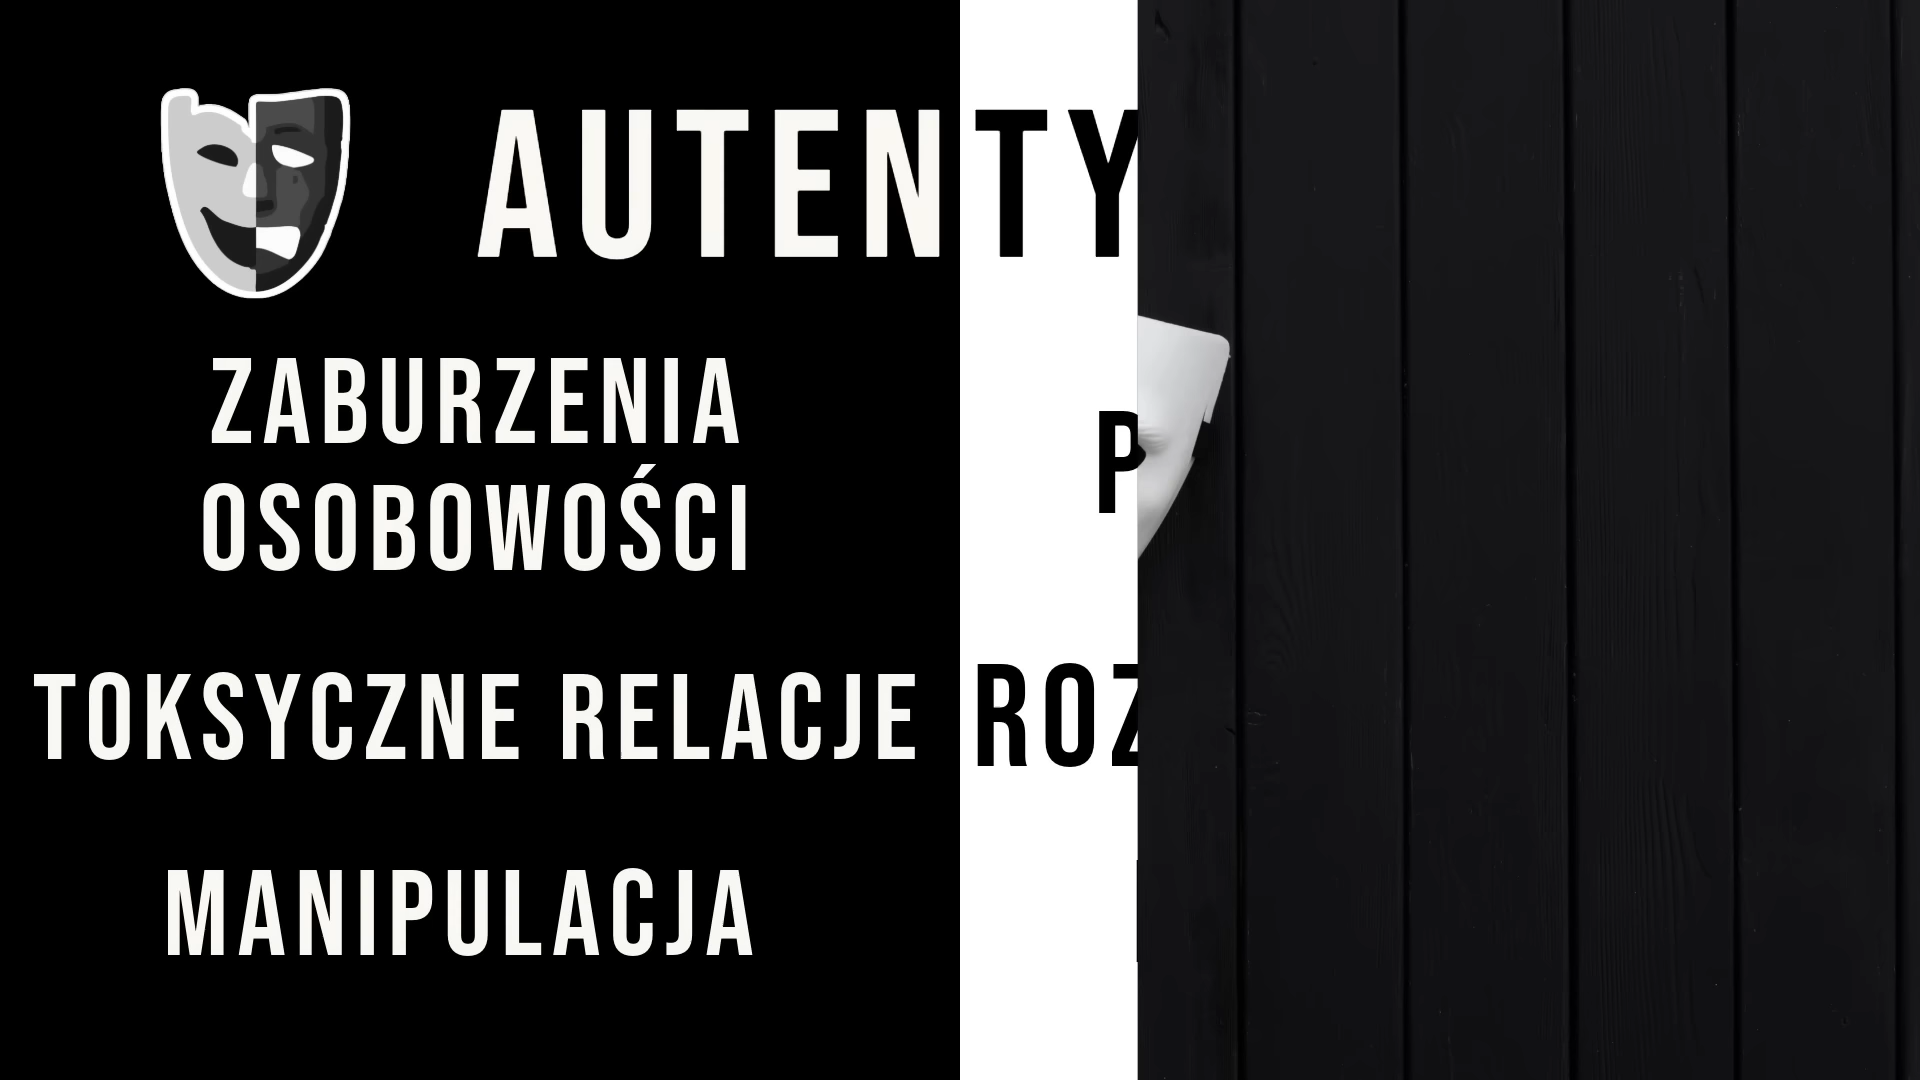 AUTENTY
ZABURZENIA
OSOBOWOŚCI
P
TOKSYCZNE RELACJE
ROZ
MANIPULACJA